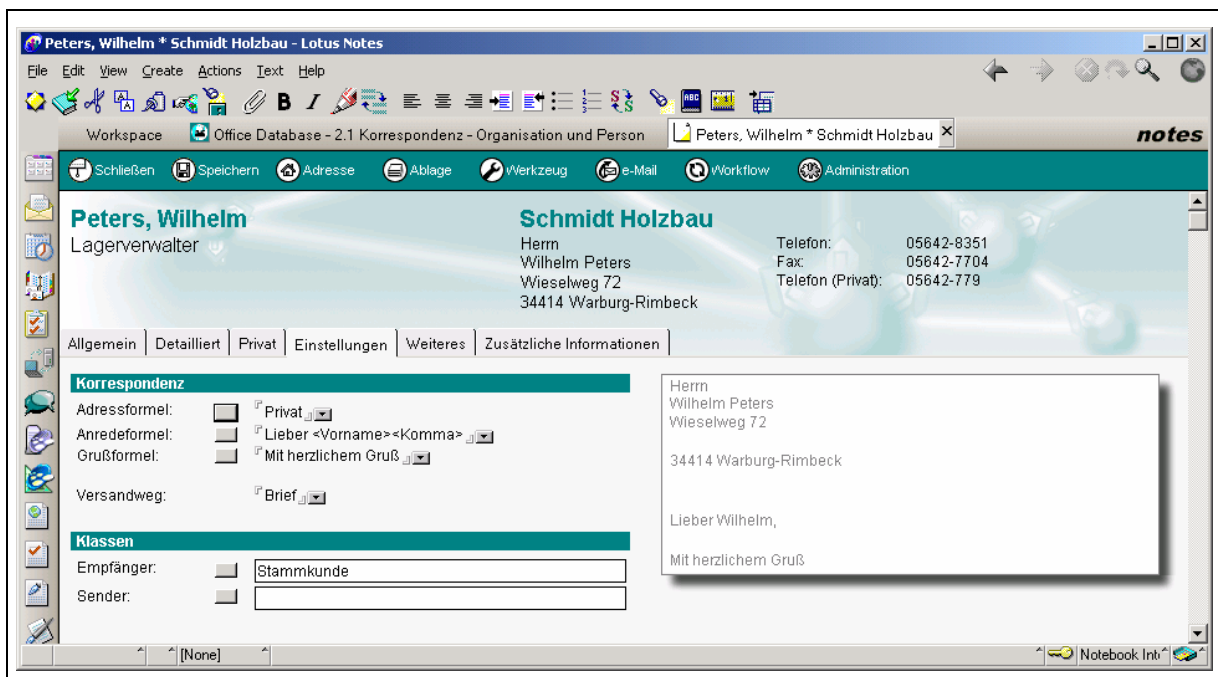 Peters, Wilhelm * Schmidt Holzbau - Lotus Notes
File Edit View Create Actions Text Help
Workspace Office Database - 2.1 Korrespondenz - Organisation und Person Peters, Wilhelm * Schmidt Holzbau notes
Schließen Speichern Adresse Ablage Werkzeug e-Mail Workflow Administration
Peters, Wilhelm Schmidt Holzbau
Lagerverwalter Herrn Telefon: 05642-8351
Wilhelm Peters Fax: 05642-7704
Wieselweg 72 Telefon (Privat): 05642-779
34414 Warburg-Rimbeck
Allgemein Detailliert Privat Einstellungen Weiteres Zusätzliche Informationen
Korrespondenz
Adressformel: Privat
Anredeformel: Lieber <Vorname><Komma>
Grußformel: Mit herzlichem Gruß
Versandweg: Brief
Klassen
Empfänger: Stammkunde
Sender:
Herrn
Wilhelm Peters
Wieselweg 72
34414 Warburg-Rimbeck
Lieber Wilhelm,
Mit herzlichem Gruß
[None] Notebook Int